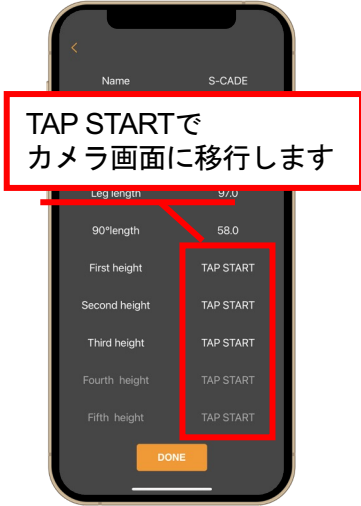 <
Name S-CADE
TAP STARTで
カメラ画面に移行します
Leg length 97.0
90°length 58.0
First height TAP START
Second height TAP START
Third height TAP START
Fourth height TAP START
Fifth height TAP START
DONE